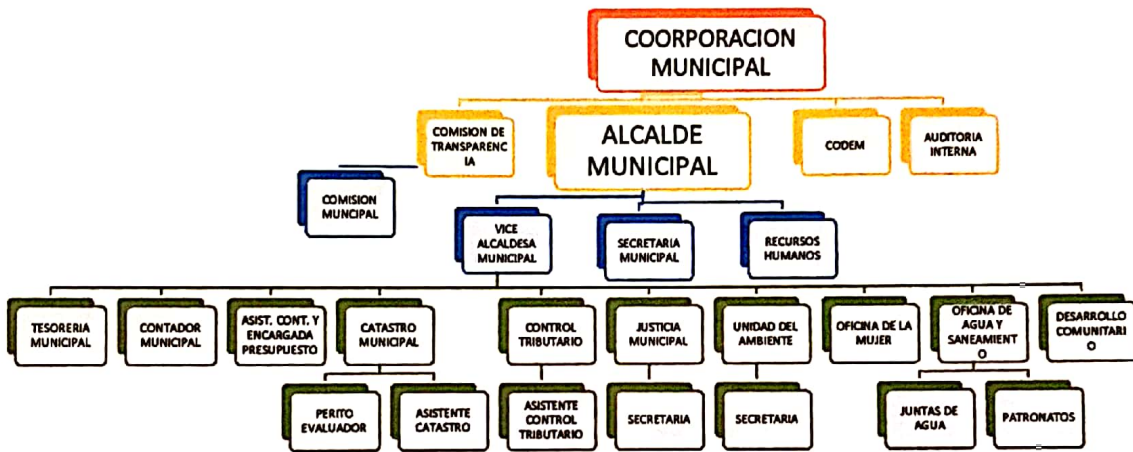 COORPORACION
MUNICIPAL
COMISION DE
TRANSPARENC
IA
ALCALDE
MUNICIPAL
CODEM
AUDITORIA
INTERNA
COMISION
MUNCIPAL
VICE
ALCALDESA
MUNICIPAL
SECRETARIA
MUNICIPAL
RECURSOS
HUMANOS
TESORERIA
MUNICIPAL
CONTADOR
MUNICIPAL
ASIST. CONT. Y
ENCARGADA
PRESUPUESTO
CATASTRO
MUNICIPAL
CONTROL
TRIBUTARIO
JUSTICIA
MUNICIPAL
UNIDAD DEL
AMBIENTE
OFICINA DE LA
MUJER
OFICINA DE
AGUA Y
SANEAMIENT
O
DESARROLLO
COMUNITARI
O
PERITO
EVALUADOR
ASISTENTE
CATASTRO
ASISTENTE
CONTROL
TRIBUTARIO
SECRETARIA
SECRETARIA
JUNTAS DE
AGUA
PATRONATOS